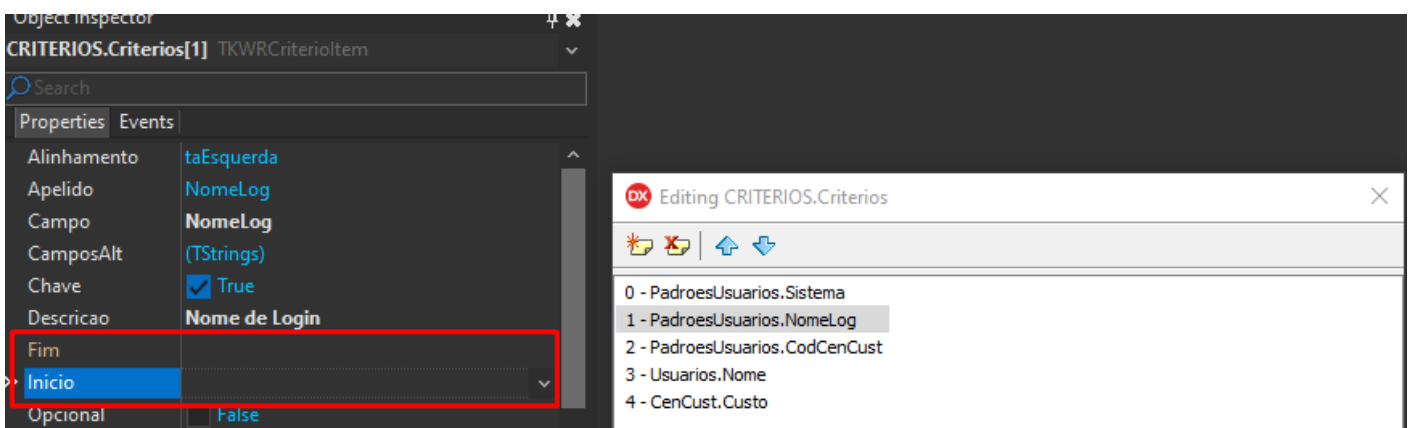 Object Inspector
CRITERIOS.Criterios[1] TKWRCriterioItem
Search
Properties Events
Alinhamento taEsquerda
Apelido NomeLog
Campo NomeLog
CamposAlt (TStrings)
Chave True
Descricao Nome de Login
Fim
Inicio
Opcional False
DX Editing CRITERIOS.Criterios
0 - PadroesUsuarios.Sistema
1 - PadroesUsuarios.NomeLog
2 - PadroesUsuarios.CodCenCust
3 - Usuarios.Nome
4 - CenCust.Custo